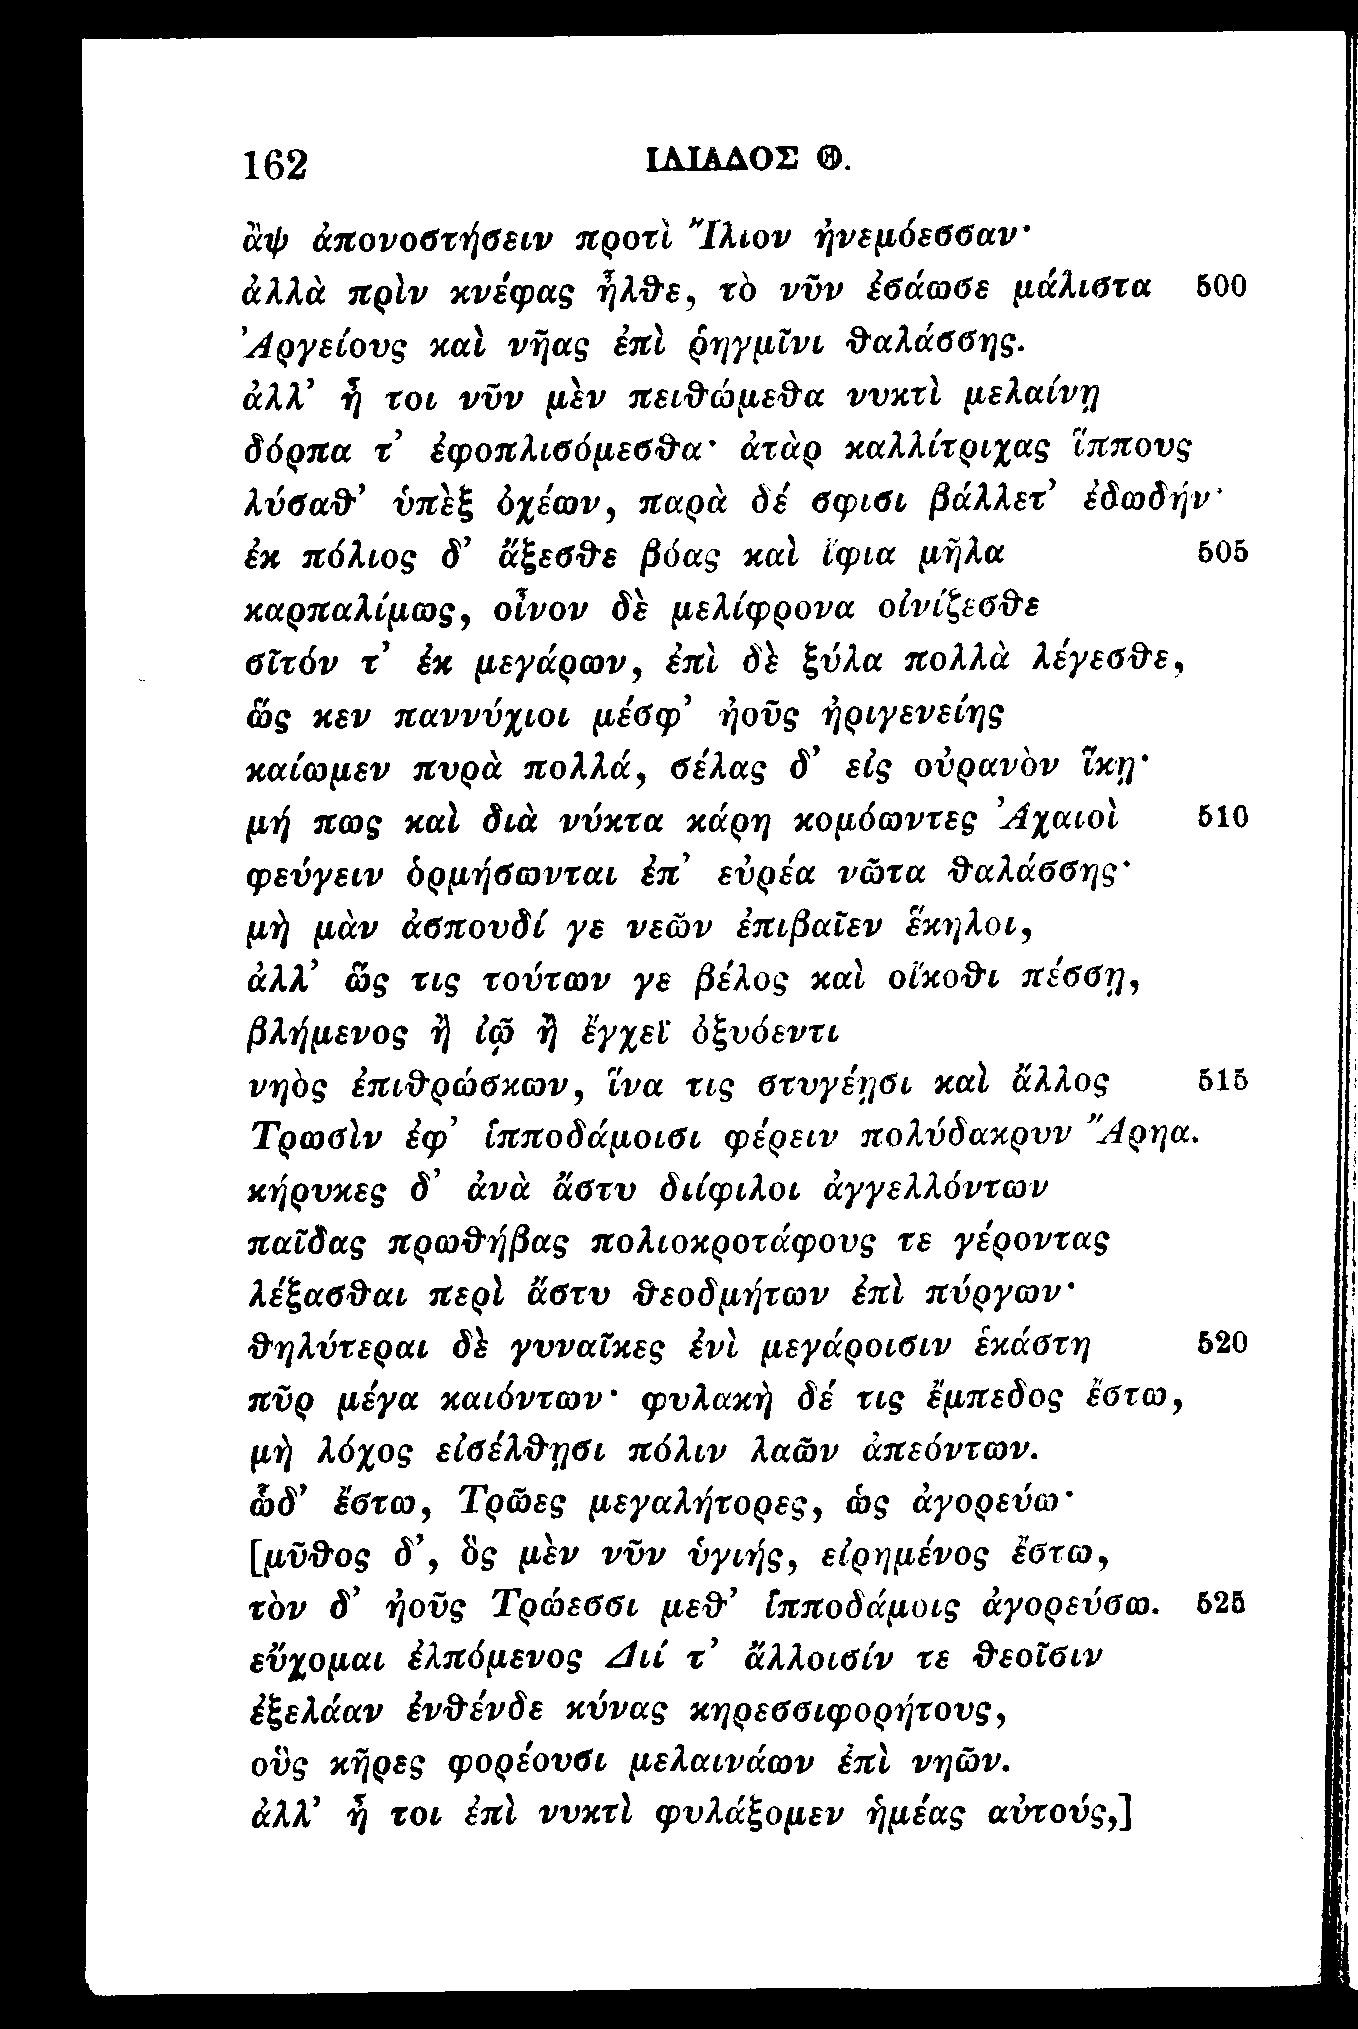 162 ΙΛΙΑΔΟΣ Θ.
ἂψ ἀπονοστήσειν προτὶ Ἴλιον ἠνεμόεσσαν·
ἀλλὰ πρὶν κνέφας ἦλθε, τὸ νῦν ἐσάωσε μάλιστα 500
Ἀργείους καὶ νῆας ἐπὶ ῥηγμῖνι θαλάσσης.
ἀλλ’ ἦ τοι νῦν μὲν πειθώμεθα νυκτὶ μελαίνῃ
δόρπα τ’ ἐφοπλισόμεσθα· ἀτὰρ καλλίτριχας ἵππους
λύσαθ’ ὑπὲξ ὀχέων, παρὰ δέ σφισι βάλλετ’ ἐδωδήν·
ἐκ πόλιος δ’ ἄξεσθε βόας καὶ ἴφια μῆλα 505
καρπαλίμως, οἶνον δὲ μελίφρονα οἰνίζεσθε
σῖτόν τ’ ἐκ μεγάρων, ἐπὶ δὲ ξύλα πολλὰ λέγεσθε,
ὥς κεν παννύχιοι μέσφ’ ἠοῦς ἠριγενείης
καίωμεν πυρὰ πολλά, σέλας δ’ εἰς οὐρανὸν ἵκῃ·
μή πως καὶ διὰ νύκτα κάρη κομόωντες Ἀχαιοὶ 510
φεύγειν ὁρμήσωνται ἐπ’ εὐρέα νῶτα θαλάσσης·
μὴ μὰν ἀσπουδί γε νεῶν ἐπιβαῖεν ἕκηλοι,
ἀλλ’ ὥς τις τούτων γε βέλος καὶ οἴκοθι πέσσῃ,
βλήμενος ἢ ἰῷ ἢ ἔγχεϊ ὀξυόεντι
νηὸς ἐπιθρώσκων, ἵνα τις στυγέῃσι καὶ ἄλλος 515
Τρωσὶν ἐφ’ ἱπποδάμοισι φέρειν πολύδακρυν Ἄρηα.
κήρυκες δ’ ἀνὰ ἄστυ διίφιλοι ἀγγελλόντων
παῖδας πρωθήβας πολιοκροτάφους τε γέροντας
λέξασθαι περὶ ἄστυ θεοδμήτων ἐπὶ πύργων·
θηλύτεραι δὲ γυναῖκες ἐνὶ μεγάροισιν ἑκάστη 520
πῦρ μέγα καιόντων· φυλακὴ δέ τις ἔμπεδος ἔστω,
μὴ λόχος εἰσέλθῃσι πόλιν λαῶν ἀπεόντων.
ὧδ’ ἔστω, Τρῶες μεγαλήτορες, ὡς ἀγορεύω·
[μῦθος δ’, ὃς μὲν νῦν ὑγιής, εἰρημένος ἔστω,
τὸν δ’ ἠοῦς Τρώεσσι μεθ’ ἱπποδάμοις ἀγορεύσω. 525
εὔχομαι ἐλπόμενος Διί τ’ ἄλλοισίν τε θεοῖσιν
ἐξελάαν ἐνθένδε κύνας κηρεσσιφορήτους,
οὓς κῆρες φορέουσι μελαινάων ἐπὶ νηῶν.
ἀλλ’ ἦ τοι ἐπὶ νυκτὶ φυλάξομεν ἡμέας αὐτούς,]